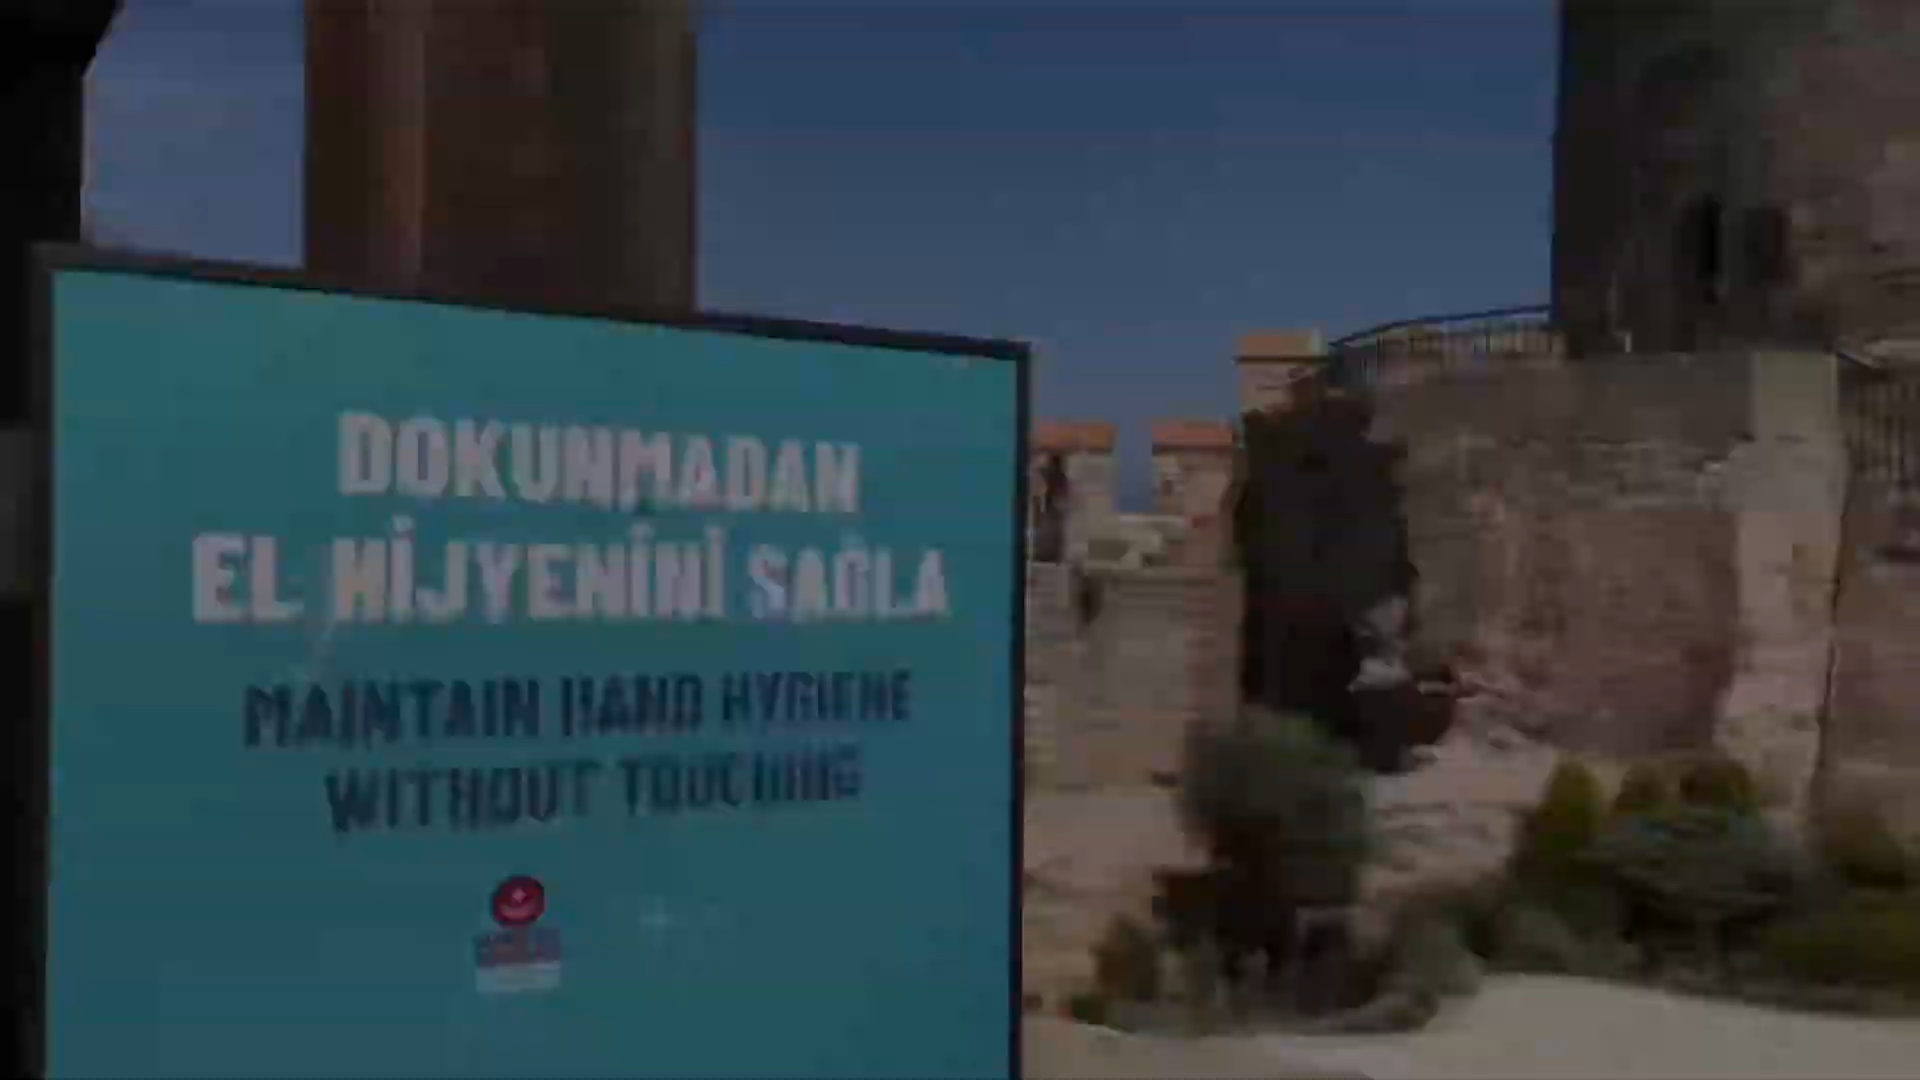 DOKUNMADAN
EL HİJYENİNİ SAĞLA
MAINTAIN HAND HYGIENE
WITHOUT TOUCHING